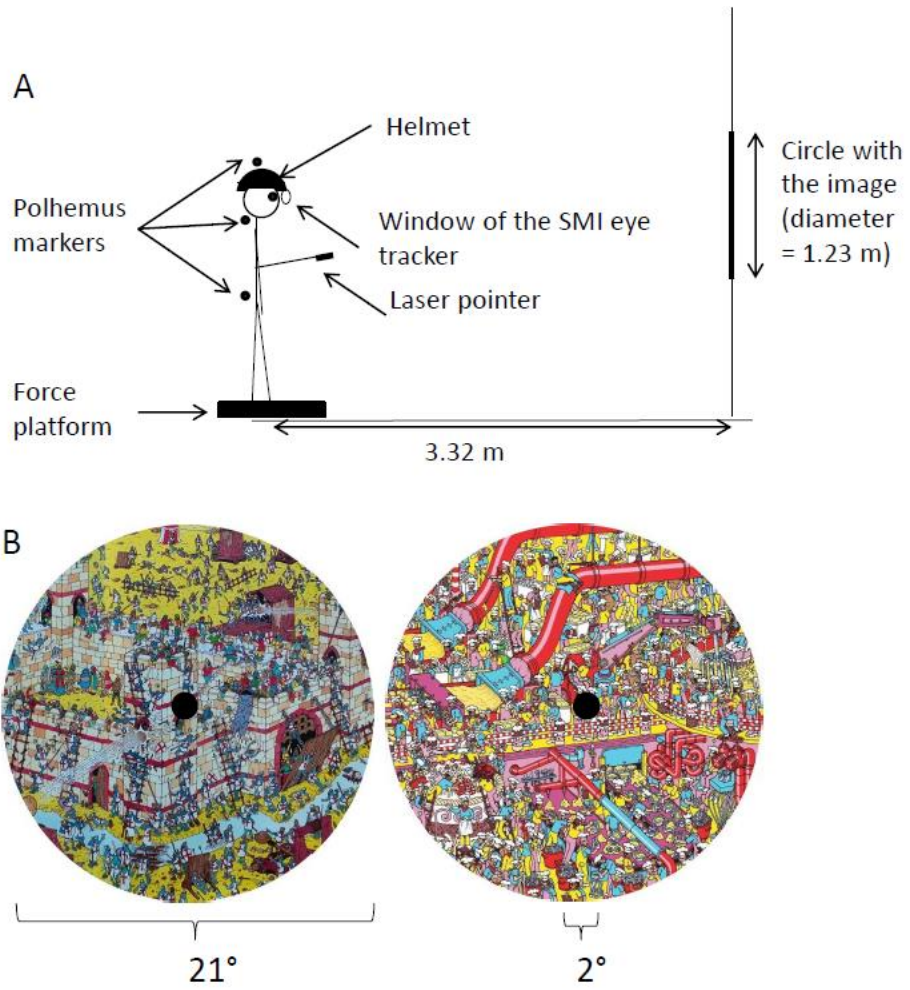 A
Helmet
Polhemus
markers
Window of the SMI eye
tracker
Laser pointer
Circle with
the image
(diameter
= 1.23 m)
Force
platform
3.32 m
B
21°
2°